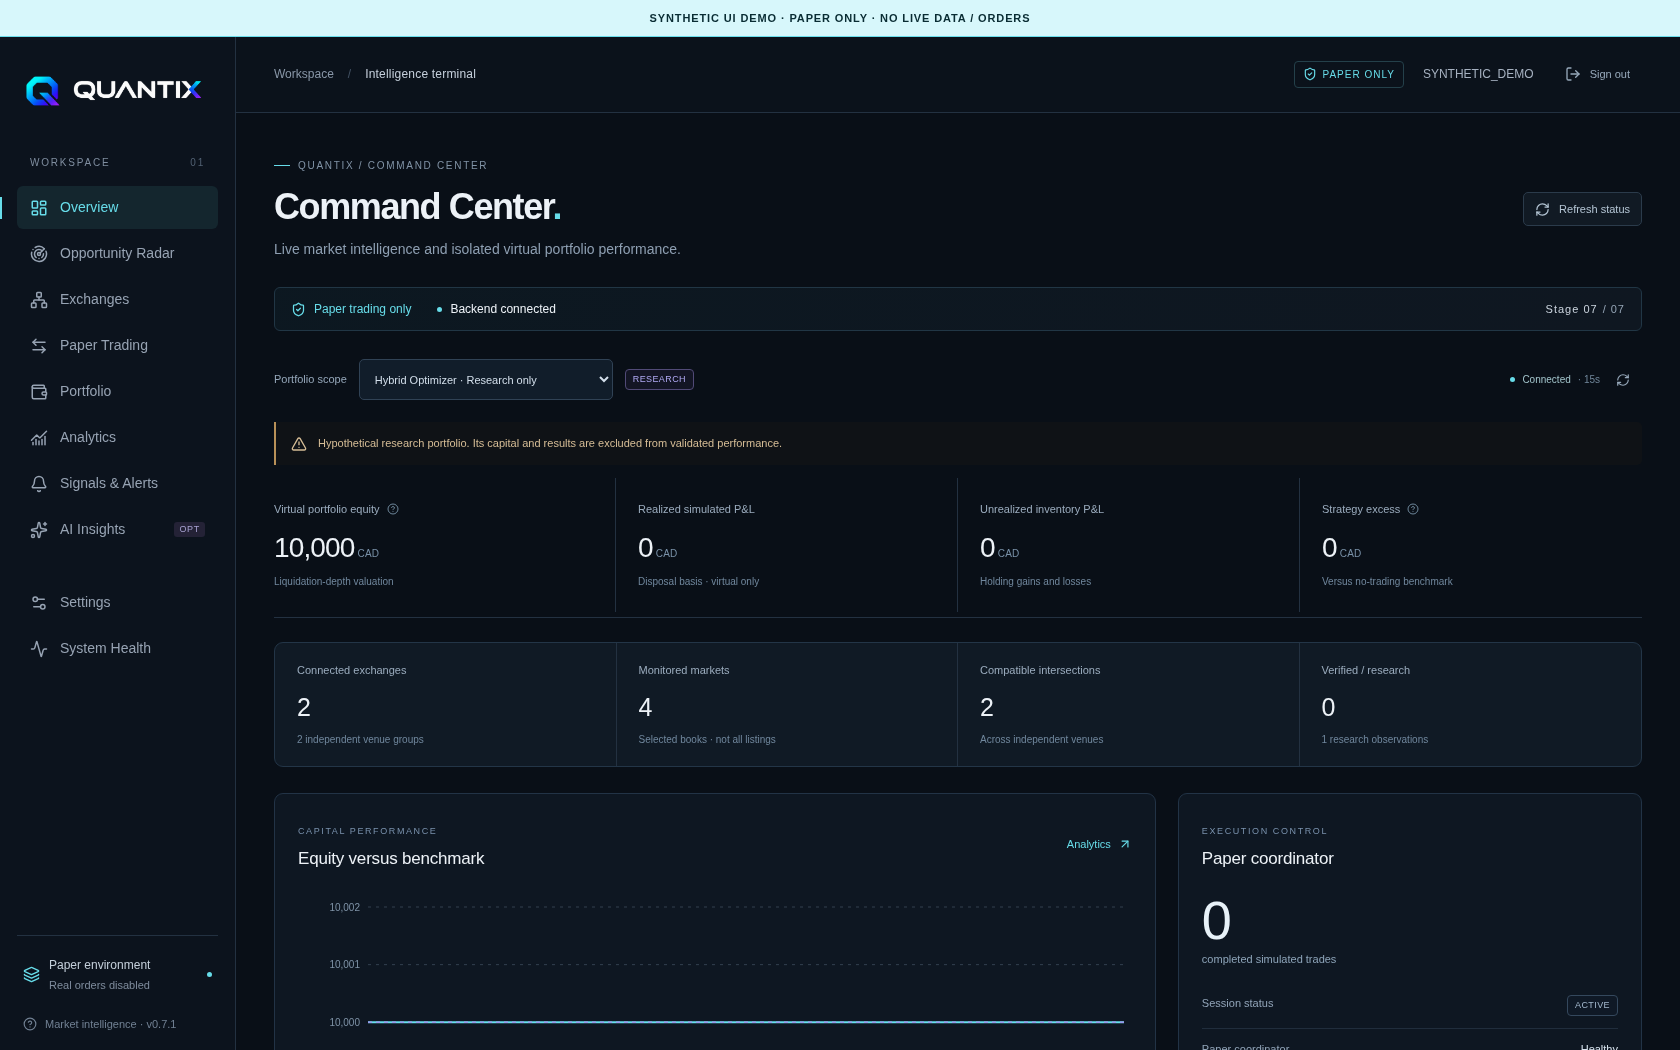 SYNTHETIC UI DEMO · PAPER ONLY · NO LIVE DATA / ORDERS
QUANTIX
Workspace / Intelligence terminal
PAPER ONLY
SYNTHETIC_DEMO
Sign out
WORKSPACE 01
Overview
Opportunity Radar
Exchanges
Paper Trading
Portfolio
Analytics
Signals & Alerts
AI Insights OPT
Settings
System Health
Paper environment
Real orders disabled
Market intelligence · v0.7.1
QUANTIX / COMMAND CENTER
Command Center.
Live market intelligence and isolated virtual portfolio performance.
Refresh status
Paper trading only
Backend connected
Stage 07 / 07
Portfolio scope
Hybrid Optimizer · Research only
RESEARCH
Connected · 15s
Hypothetical research portfolio. Its capital and results are excluded from validated performance.
Virtual portfolio equity
10,000 CAD
Liquidation-depth valuation
Realized simulated P&L
0 CAD
Disposal basis · virtual only
Unrealized inventory P&L
0 CAD
Holding gains and losses
Strategy excess
0 CAD
Versus no-trading benchmark
Connected exchanges
2
2 independent venue groups
Monitored markets
4
Selected books · not all listings
Compatible intersections
2
Across independent venues
Verified / research
0
1 research observations
CAPITAL PERFORMANCE
Equity versus benchmark
Analytics
10,002
10,001
10,000
EXECUTION CONTROL
Paper coordinator
0
completed simulated trades
Session status ACTIVE
Paper coordinator Healthy